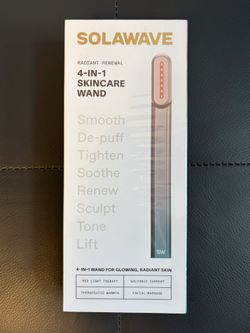 SOLAWAVE
RADIANT RENEWAL
4-IN-1
SKINCARE
WAND
Smooth
De-puff
Tighten
Soothe
Renew
Sculpt
Tone
Lift
SW
4-IN-1 WAND FOR GLOWING, RADIANT SKIN
RED LIGHT THERAPY
GALVANIC CURRENT
THERAPEUTIC WARMTH
FACIAL MASSAGE